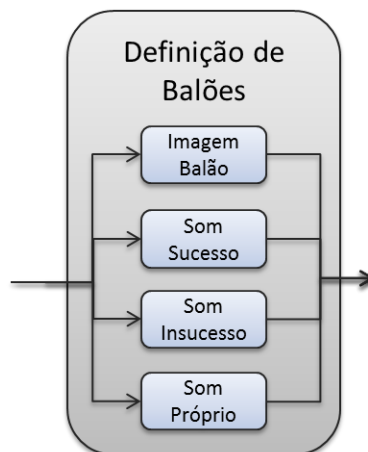 Definição de
Balões
Imagem
Balão
Som
Sucesso
Som
Insucesso
Som
Próprio